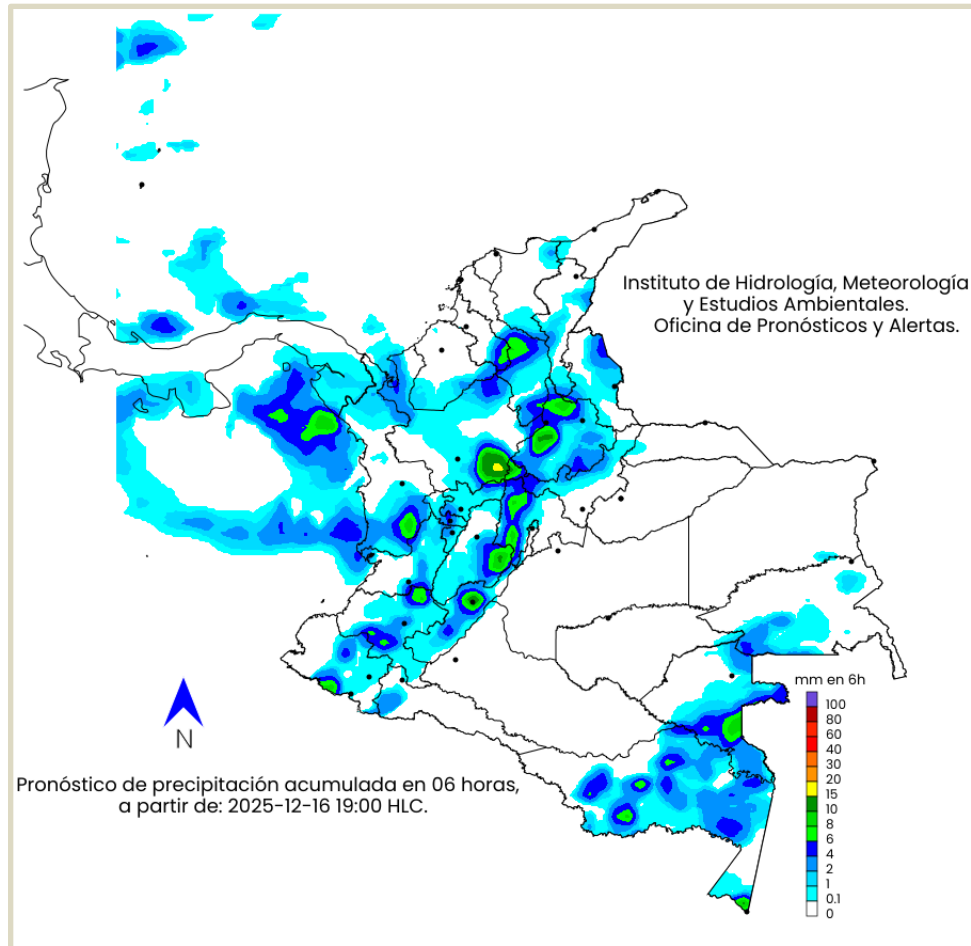 Instituto de Hidrología, Meteorología
y Estudios Ambientales.
Oficina de Pronósticos y Alertas.
mm en 6h
100
80
60
40
30
20
15
10
8
6
4
2
1
0.1
0
N
Pronóstico de precipitación acumulada en 06 horas,
a partir de: 2025-12-16 19:00 HLC.